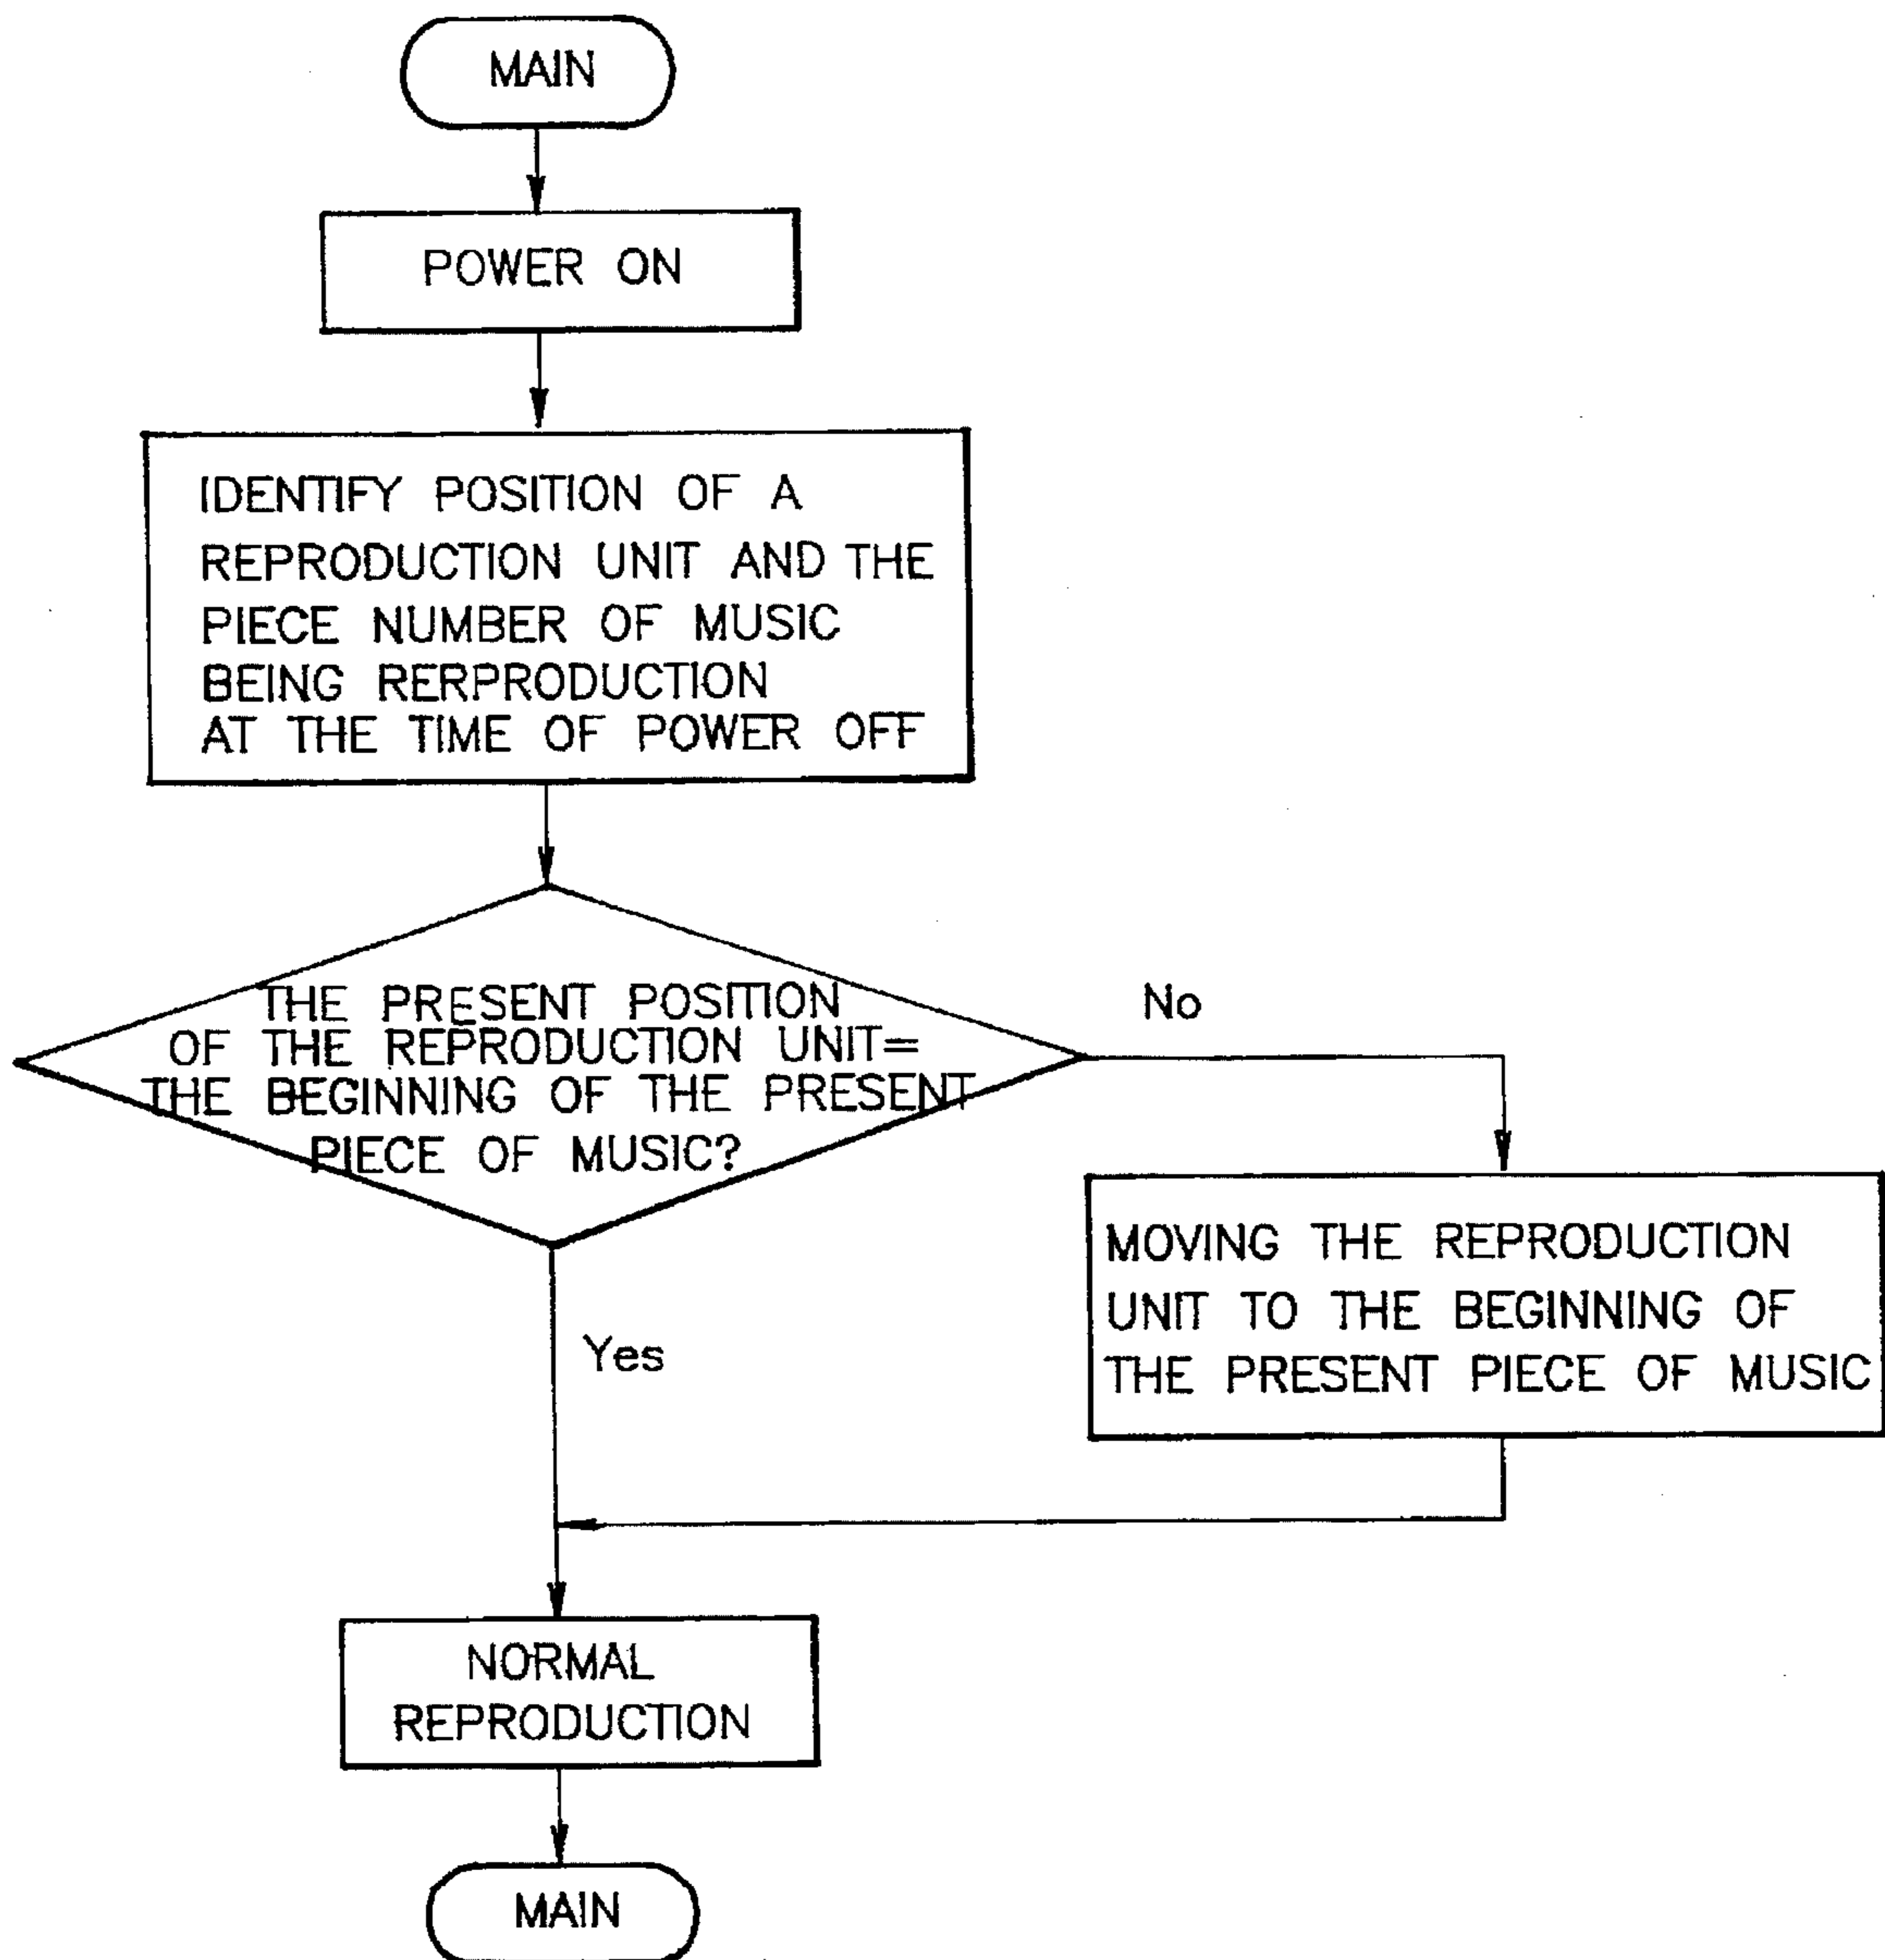 MAIN
POWER ON
IDENTIFY POSITION OF A
REPRODUCTION UNIT AND THE
PIECE NUMBER OF MUSIC
BEING RERPRODUCTION
AT THE TIME OF POWER OFF
THE PRESENT POSITION
OF THE REPRODUCTION UNIT=
THE BEGINNING OF THE PRESENT
PIECE OF MUSIC?
No
Yes
MOVING THE REPRODUCTION
UNIT TO THE BEGINNING OF
THE PRESENT PIECE OF MUSIC
NORMAL
REPRODUCTION
MAIN